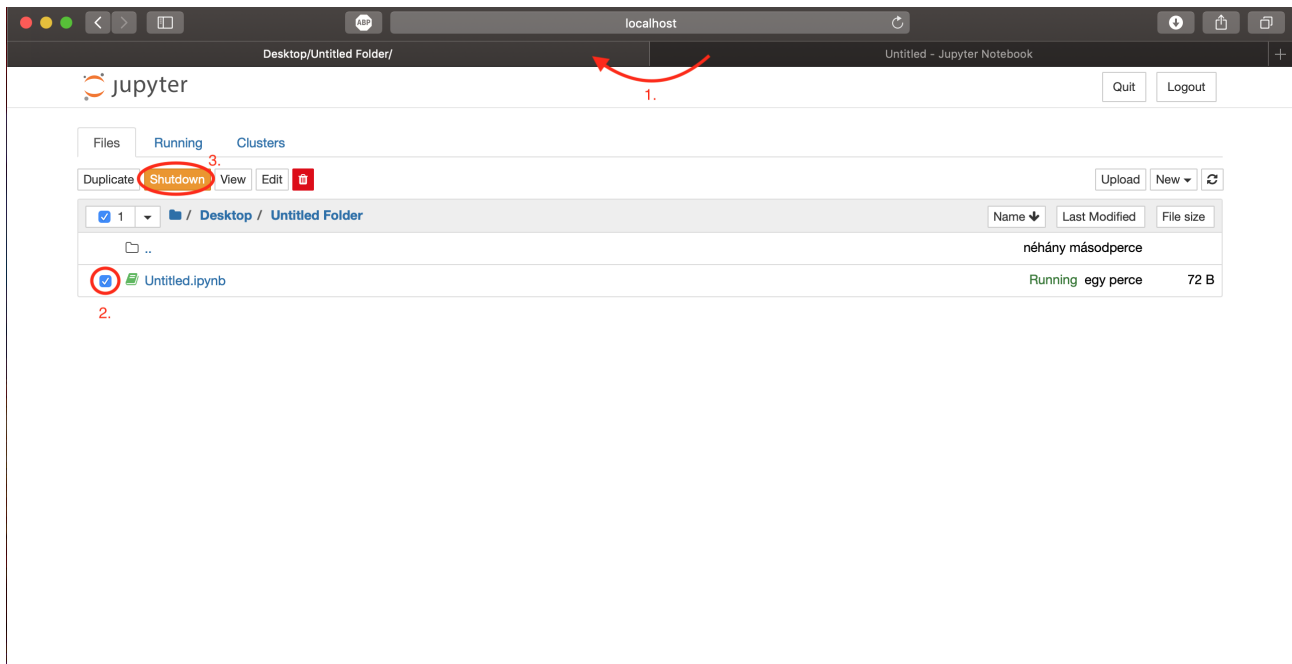 ABP
localhost
Desktop/Untitled Folder/
Untitled - Jupyter Notebook
1.
jupyter
Quit
Logout
Files
Running
Clusters
3.
Duplicate
Shutdown
View
Edit
Upload
New
1
/ Desktop / Untitled Folder
Name
Last Modified
File size
..
néhány másodperce
Untitled.ipynb
Running
egy perce
72 B
2.